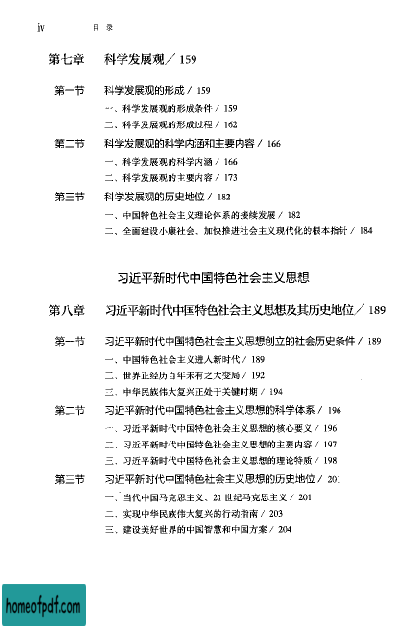 iv 目 录
第七章 科学发展观／159
第一节 科学发展观的形成／159
一、科学发展观的形成条件／159
二、科学发展观的形成过程／162
第二节 科学发展观的科学内涵和主要内容／166
一、科学发展观的科学内涵／166
二、科学发展观的主要内容／173
第三节 科学发展观的历史地位／182
一、中国特色社会主义理论体系的接续发展／182
二、全面建设小康社会、加快推进社会主义现代化的根本指针／184
习近平新时代中国特色社会主义思想
第八章 习近平新时代中国特色社会主义思想及其历史地位／189
第一节 习近平新时代中国特色社会主义思想创立的社会历史条件／189
一、中国特色社会主义进入新时代／189
二、世界正经历百年未有之大变局／192
三、中华民族伟大复兴正处于关键时期／194
第二节 习近平新时代中国特色社会主义思想的科学体系／196
一、习近平新时代中国特色社会主义思想的核心要义／196
二、习近平新时代中国特色社会主义思想的主要内容／197
三、习近平新时代中国特色社会主义思想的理论特质／198
第三节 习近平新时代中国特色社会主义思想的历史地位／201
一、当代中国马克思主义、21世纪马克思主义／201
二、实现中华民族伟大复兴的行动指南／203
三、建设美好世界的中国智慧和中国方案／204
homeofpdf.com